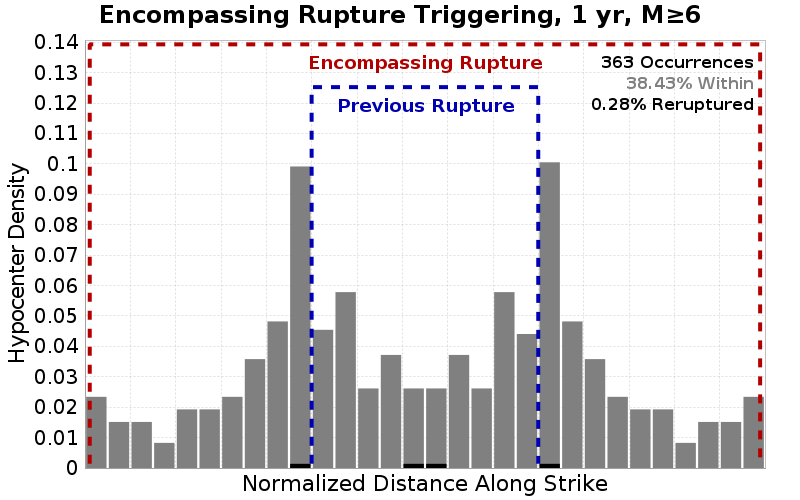 Encompassing Rupture Triggering, 1 yr, M≥6
0.14
0.13
0.12
0.11
0.1
0.09
0.08
0.07
0.06
0.05
0.04
0.03
0.02
0.01
0
Hypocenter Density
Encompassing Rupture
Previous Rupture
363 Occurrences
38.43% Within
0.28% Reruptured
Normalized Distance Along Strike